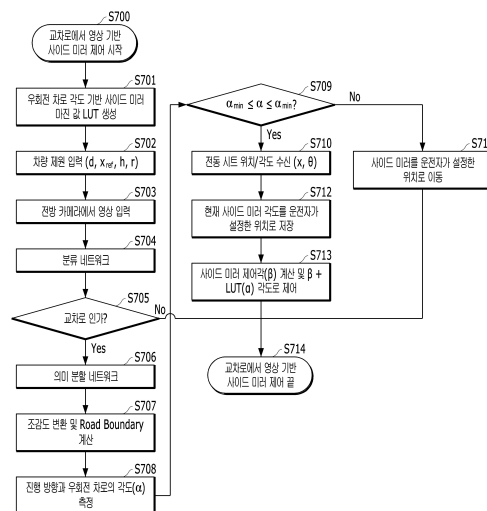 S700
교차로에서 영상 기반
사이드 미러 제어 시작
S701
우회전 차로 각도 기반 사이드 미러
마진 값 LUT 생성
S702
차량 제원 입력 (d, xref, h, r)
S703
전방 카메라에서 영상 입력
S704
분류 네트워크
S705
교차로 인가?
No
Yes
S706
의미 분할 네트워크
S707
조감도 변환 및 Road Boundary
계산
S708
진행 방향과 우회전 차로의 각도(α)
측정
S709
αmin ≤ α ≤ αmin?
No
Yes
S710
전동 시트 위치/각도 수신 (x, θ)
S71
사이드 미러를 운전자가 설정한
위치로 이동
S712
현재 사이드 미러 각도를 운전자가
설정한 위치로 저장
S713
사이드 미러 제어각(β) 계산 및 β +
LUT(α) 각도로 제어
S714
교차로에서 영상 기반
사이드 미러 제어 끝